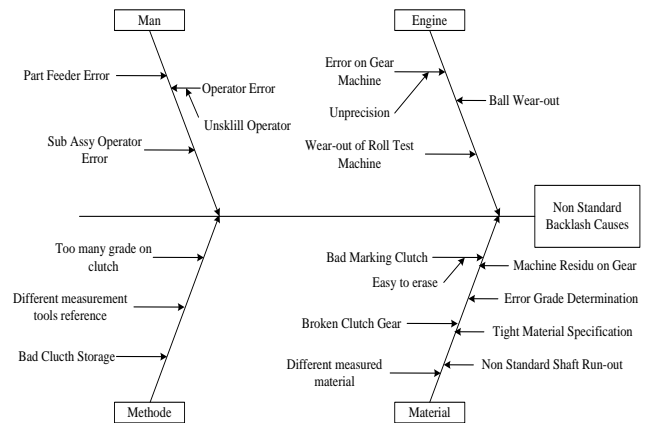 Man
Engine
Part Feeder Error
Operator Error
Unsklill Operator
Sub Assy Operator
Error
Error on Gear
Machine
Unprecision
Ball Wear-out
Wear-out of Roll Test
Machine
Non Standard
Backlash Causes
Too many grade on
clutch
Different measurement
tools reference
Bad Clucth Storage
Bad Marking Clutch
Easy to erase
Machine Residu on Gear
Error Grade Determination
Broken Clutch Gear
Tight Material Specification
Different measured
material
Non Standard Shaft Run-out
Methode
Material